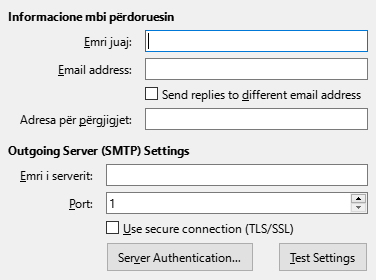 Informacione mbi përdoruesin
Emri juaj:
Email address:
Send replies to different email address
Adresa për përgjigjet:
Outgoing Server (SMTP) Settings
Emri i serverit:
Port: 1
Use secure connection (TLS/SSL)
Server Authentication... Test Settings